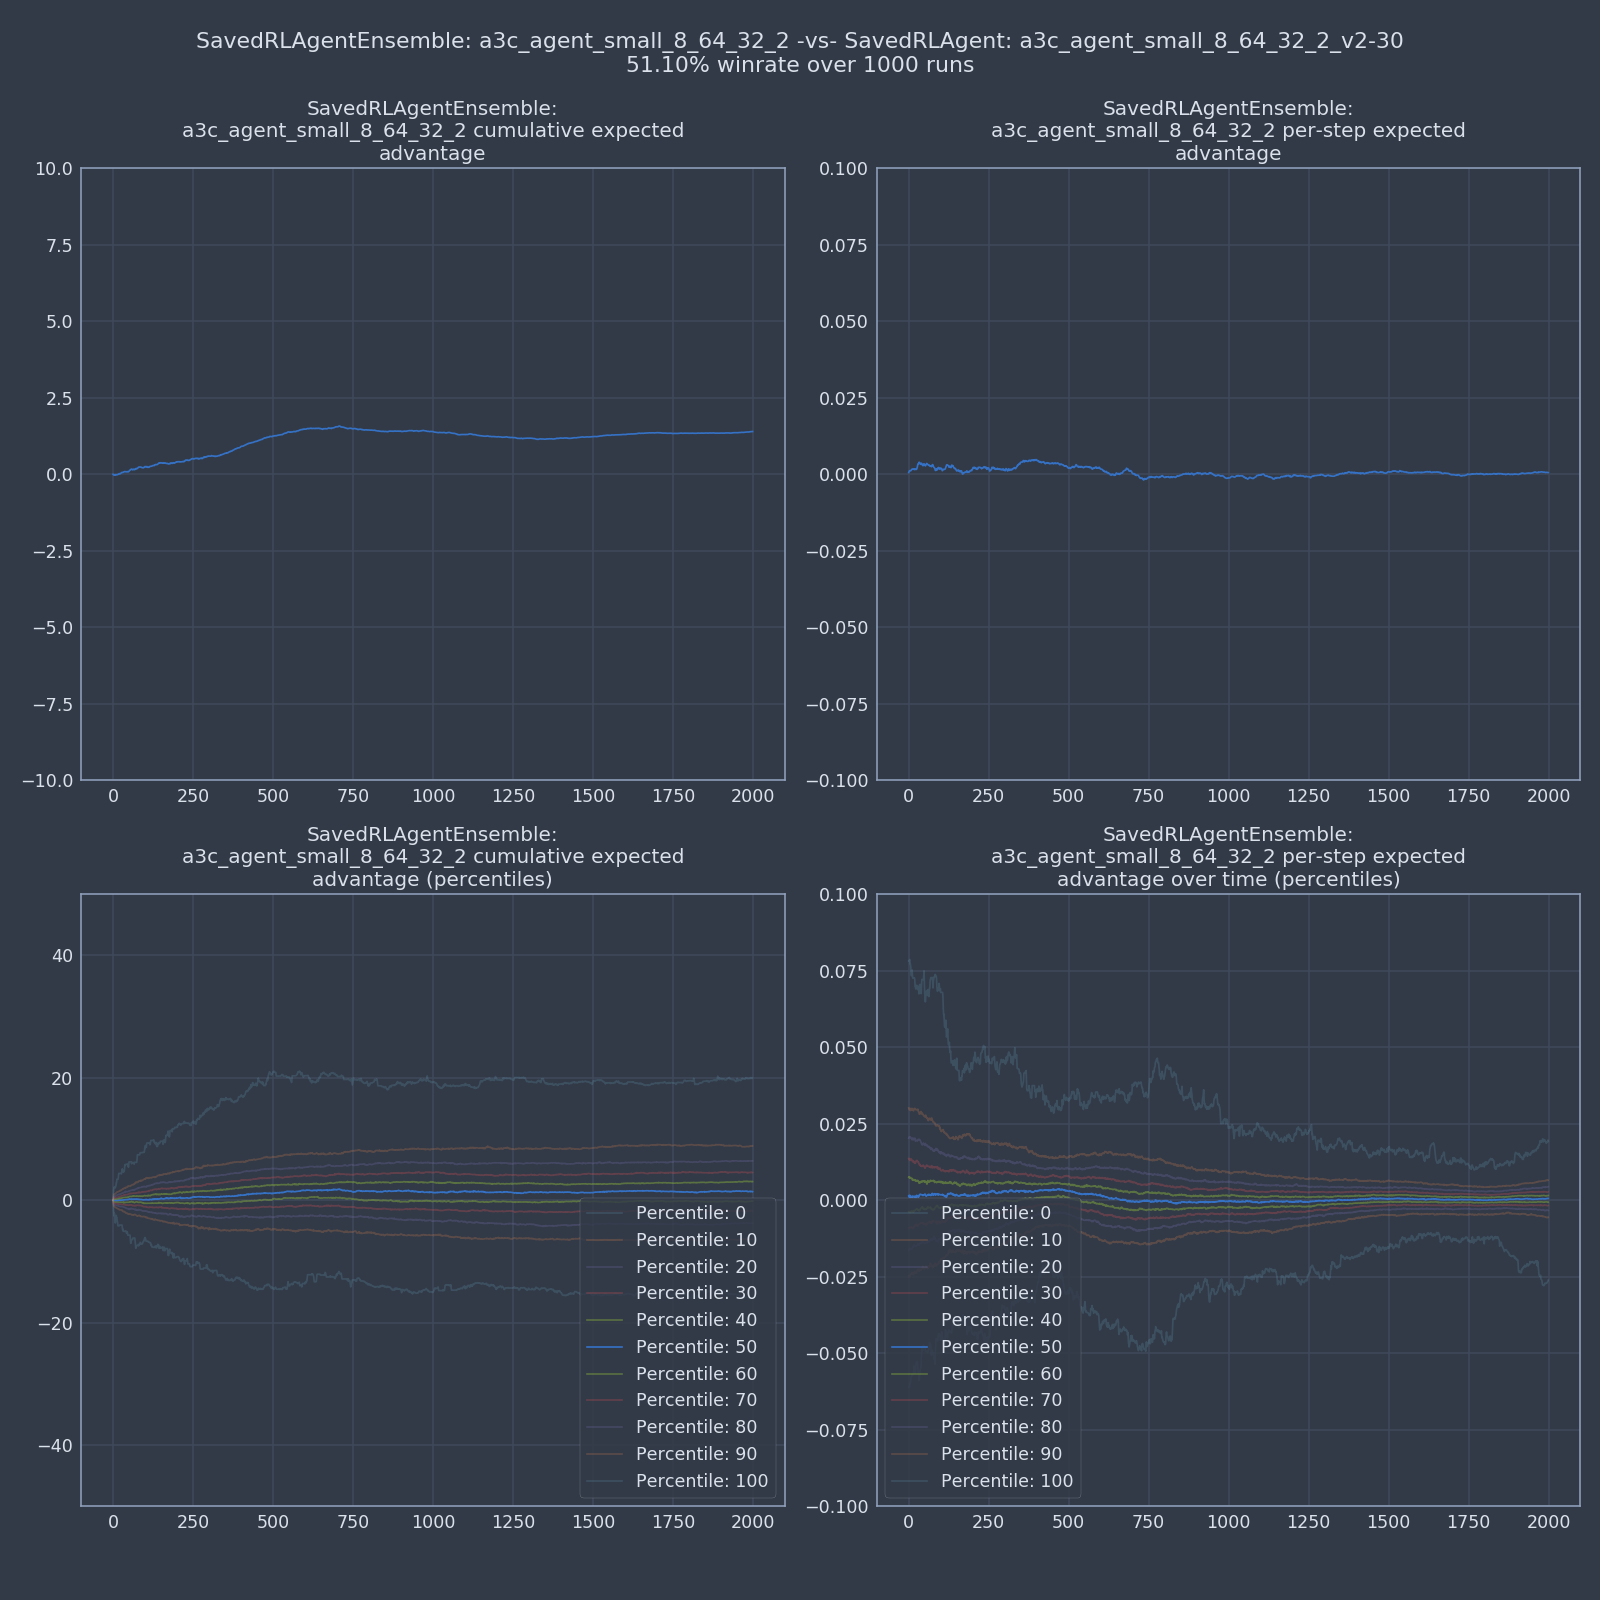 SavedRLAgentEnsemble: a3c_agent_small_8_64_32_2 -vs- SavedRLAgent: a3c_agent_small_8_64_32_2_v2-30
51.10% winrate over 1000 runs
SavedRLAgentEnsemble:
a3c_agent_small_8_64_32_2 cumulative expected
advantage
10.0
7.5
5.0
2.5
0.0
−2.5
−5.0
−7.5
−10.0
0 250 500 750 1000 1250 1500 1750 2000
SavedRLAgentEnsemble:
a3c_agent_small_8_64_32_2 per-step expected
advantage
0.100
0.075
0.050
0.025
0.000
−0.025
−0.050
−0.075
−0.100
0 250 500 750 1000 1250 1500 1750 2000
SavedRLAgentEnsemble:
a3c_agent_small_8_64_32_2 cumulative expected
advantage (percentiles)
40
20
0
−20
−40
Percentile: 0
Percentile: 10
Percentile: 20
Percentile: 30
Percentile: 40
Percentile: 50
Percentile: 60
Percentile: 70
Percentile: 80
Percentile: 90
Percentile: 100
0 250 500 750 1000 1250 1500 1750 2000
SavedRLAgentEnsemble:
a3c_agent_small_8_64_32_2 per-step expected
advantage over time (percentiles)
0.100
0.075
0.050
0.025
0.000
−0.025
−0.050
−0.075
−0.100
Percentile: 0
Percentile: 10
Percentile: 20
Percentile: 30
Percentile: 40
Percentile: 50
Percentile: 60
Percentile: 70
Percentile: 80
Percentile: 90
Percentile: 100
0 250 500 750 1000 1250 1500 1750 2000